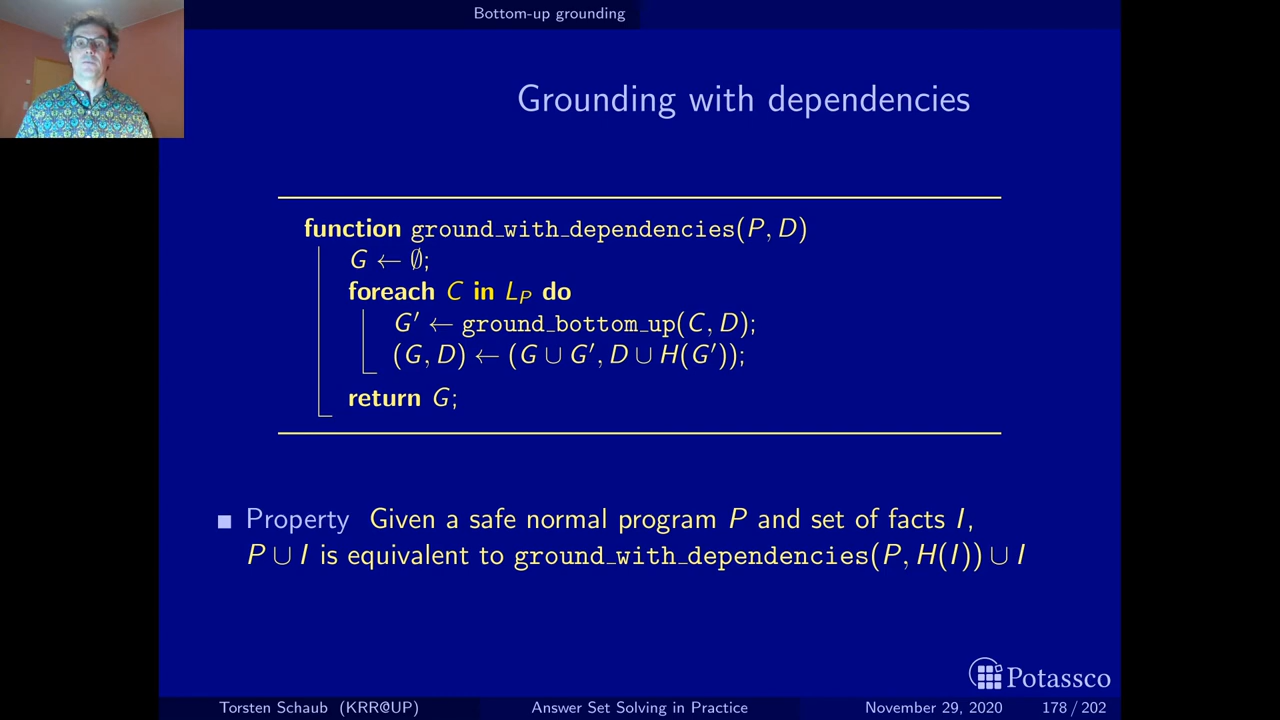 Bottom-up grounding
Grounding with dependencies
function ground_with_dependencies(P, D)
G ← ∅;
foreach C in L_P do
G′ ← ground_bottom_up(C, D);
(G, D) ← (G ∪ G′, D ∪ H(G′));
return G;
■ Property Given a safe normal program P and set of facts I,
P ∪ I is equivalent to ground_with_dependencies(P, H(I)) ∪ I
Potassco
Torsten Schaub (KRR@UP) Answer Set Solving in Practice November 29, 2020 178 / 202